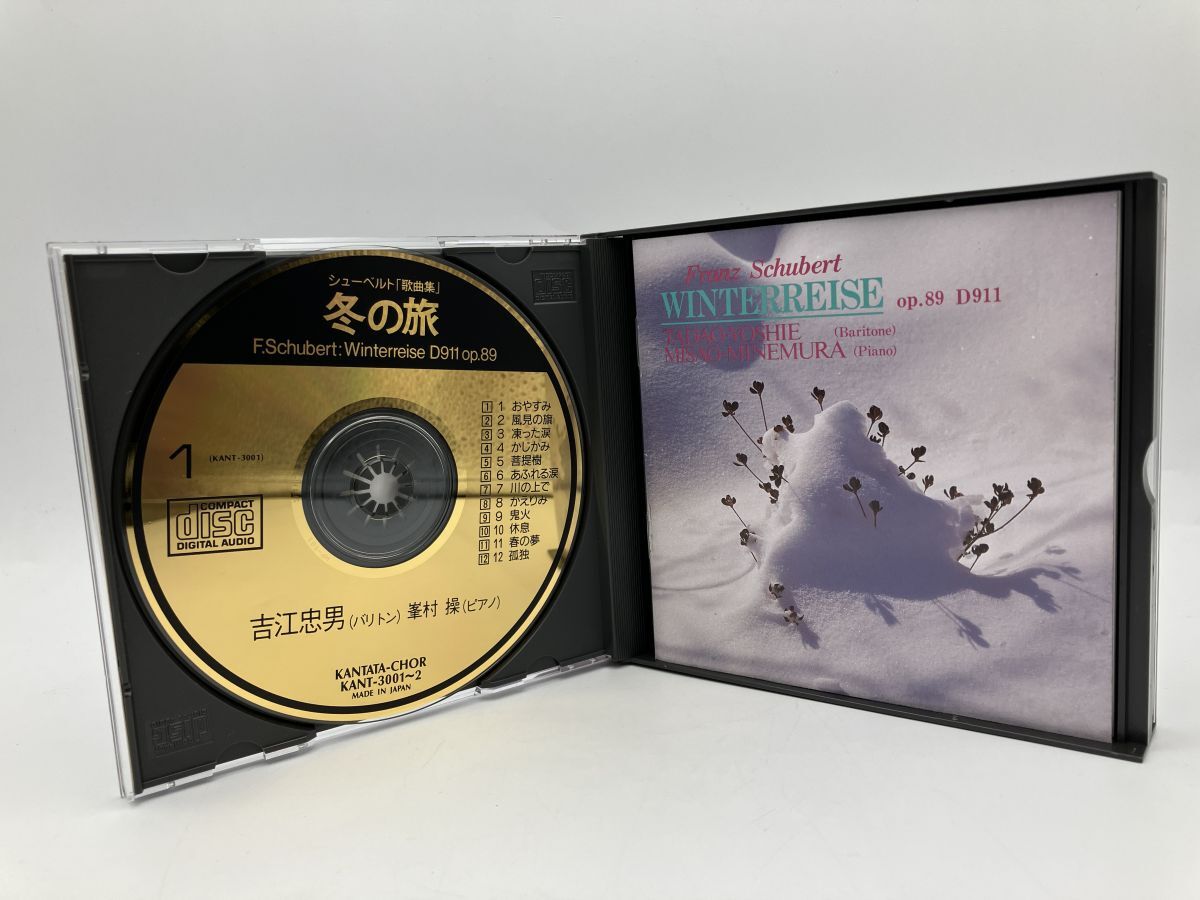 シューベルト「歌曲集」
冬の旅
F.Schubert: Winterreise D911 op.89
1
(KANT-3001)
COMPACT
disc
DIGITAL AUDIO
1 1 おやすみ
2 2 風見の旗
3 3 凍った涙
4 4 かじかみ
5 5 菩提樹
6 6 あふれる涙
7 7 川の上で
8 8 かえりみ
9 9 鬼火
10 10 休息
11 11 春の夢
12 12 孤独
吉江忠男(バリトン) 峯村 操(ピアノ)
KANTATA-CHOR
KANT-3001~2
MADE IN JAPAN
Franz Schubert
WINTERREISE op.89 D911
TADAO·YOSHIE (Baritone)
MISAO·MINEMURA (Piano)